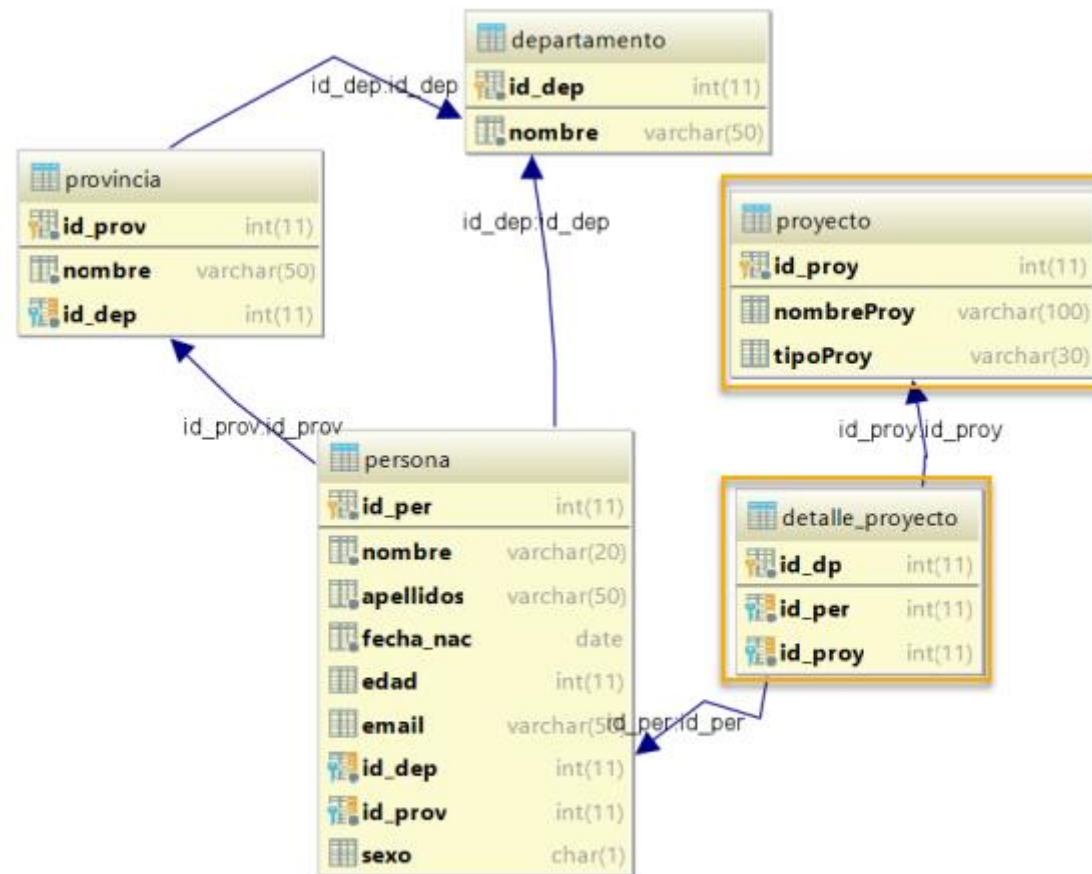 departamento
id_dep int(11)
nombre varchar(50)
id_dep:id_dep
provincia
id_prov int(11)
nombre varchar(50)
id_dep int(11)
id_dep:id_dep
proyecto
id_proy int(11)
nombreProy varchar(100)
tipoProy varchar(30)
id_prov:id_prov
id_proy:id_proy
persona
id_per int(11)
nombre varchar(20)
apellidos varchar(50)
fecha_nac date
edad int(11)
email varchar(50)
id_dep int(11)
id_prov int(11)
sexo char(1)
detalle_proyecto
id_dp int(11)
id_per int(11)
id_proy int(11)
id_per:id_per